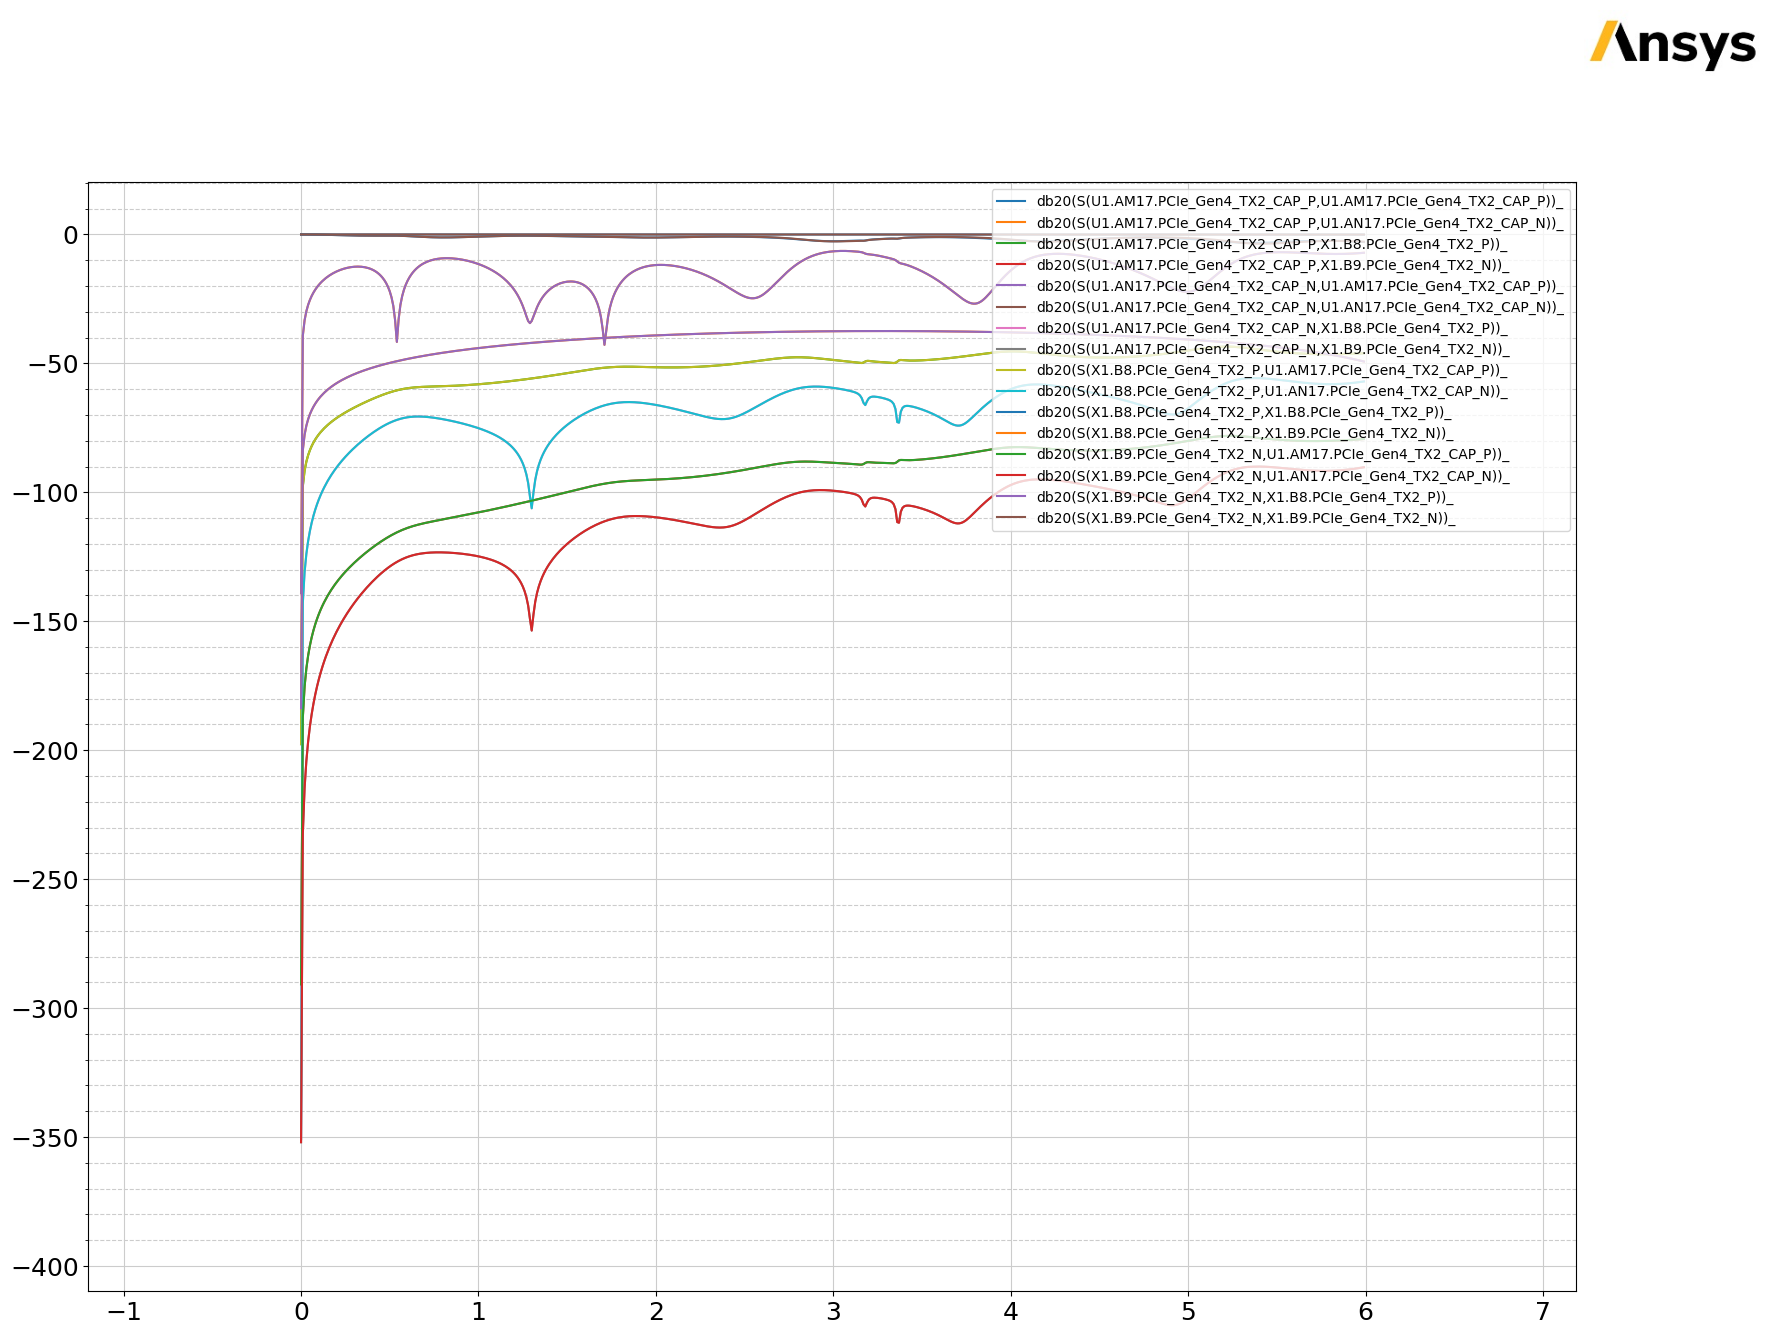 Ansys
db20(S(U1.AM17.PCIe_Gen4_TX2_CAP_P,U1.AM17.PCIe_Gen4_TX2_CAP_P))_
db20(S(U1.AM17.PCIe_Gen4_TX2_CAP_P,U1.AN17.PCIe_Gen4_TX2_CAP_N))_
db20(S(U1.AM17.PCIe_Gen4_TX2_CAP_P,X1.B8.PCIe_Gen4_TX2_P))_
db20(S(U1.AM17.PCIe_Gen4_TX2_CAP_P,X1.B9.PCIe_Gen4_TX2_N))_
db20(S(U1.AN17.PCIe_Gen4_TX2_CAP_N,U1.AM17.PCIe_Gen4_TX2_CAP_P))_
db20(S(U1.AN17.PCIe_Gen4_TX2_CAP_N,U1.AN17.PCIe_Gen4_TX2_CAP_N))_
db20(S(U1.AN17.PCIe_Gen4_TX2_CAP_N,X1.B8.PCIe_Gen4_TX2_P))_
db20(S(U1.AN17.PCIe_Gen4_TX2_CAP_N,X1.B9.PCIe_Gen4_TX2_N))_
db20(S(X1.B8.PCIe_Gen4_TX2_P,U1.AM17.PCIe_Gen4_TX2_CAP_P))_
db20(S(X1.B8.PCIe_Gen4_TX2_P,U1.AN17.PCIe_Gen4_TX2_CAP_N))_
db20(S(X1.B8.PCIe_Gen4_TX2_P,X1.B8.PCIe_Gen4_TX2_P))_
db20(S(X1.B8.PCIe_Gen4_TX2_P,X1.B9.PCIe_Gen4_TX2_N))_
db20(S(X1.B9.PCIe_Gen4_TX2_N,U1.AM17.PCIe_Gen4_TX2_CAP_P))_
db20(S(X1.B9.PCIe_Gen4_TX2_N,U1.AN17.PCIe_Gen4_TX2_CAP_N))_
db20(S(X1.B9.PCIe_Gen4_TX2_N,X1.B8.PCIe_Gen4_TX2_P))_
db20(S(X1.B9.PCIe_Gen4_TX2_N,X1.B9.PCIe_Gen4_TX2_N))_
0
−50
−100
−150
−200
−250
−300
−350
−400
−1 0 1 2 3 4 5 6 7